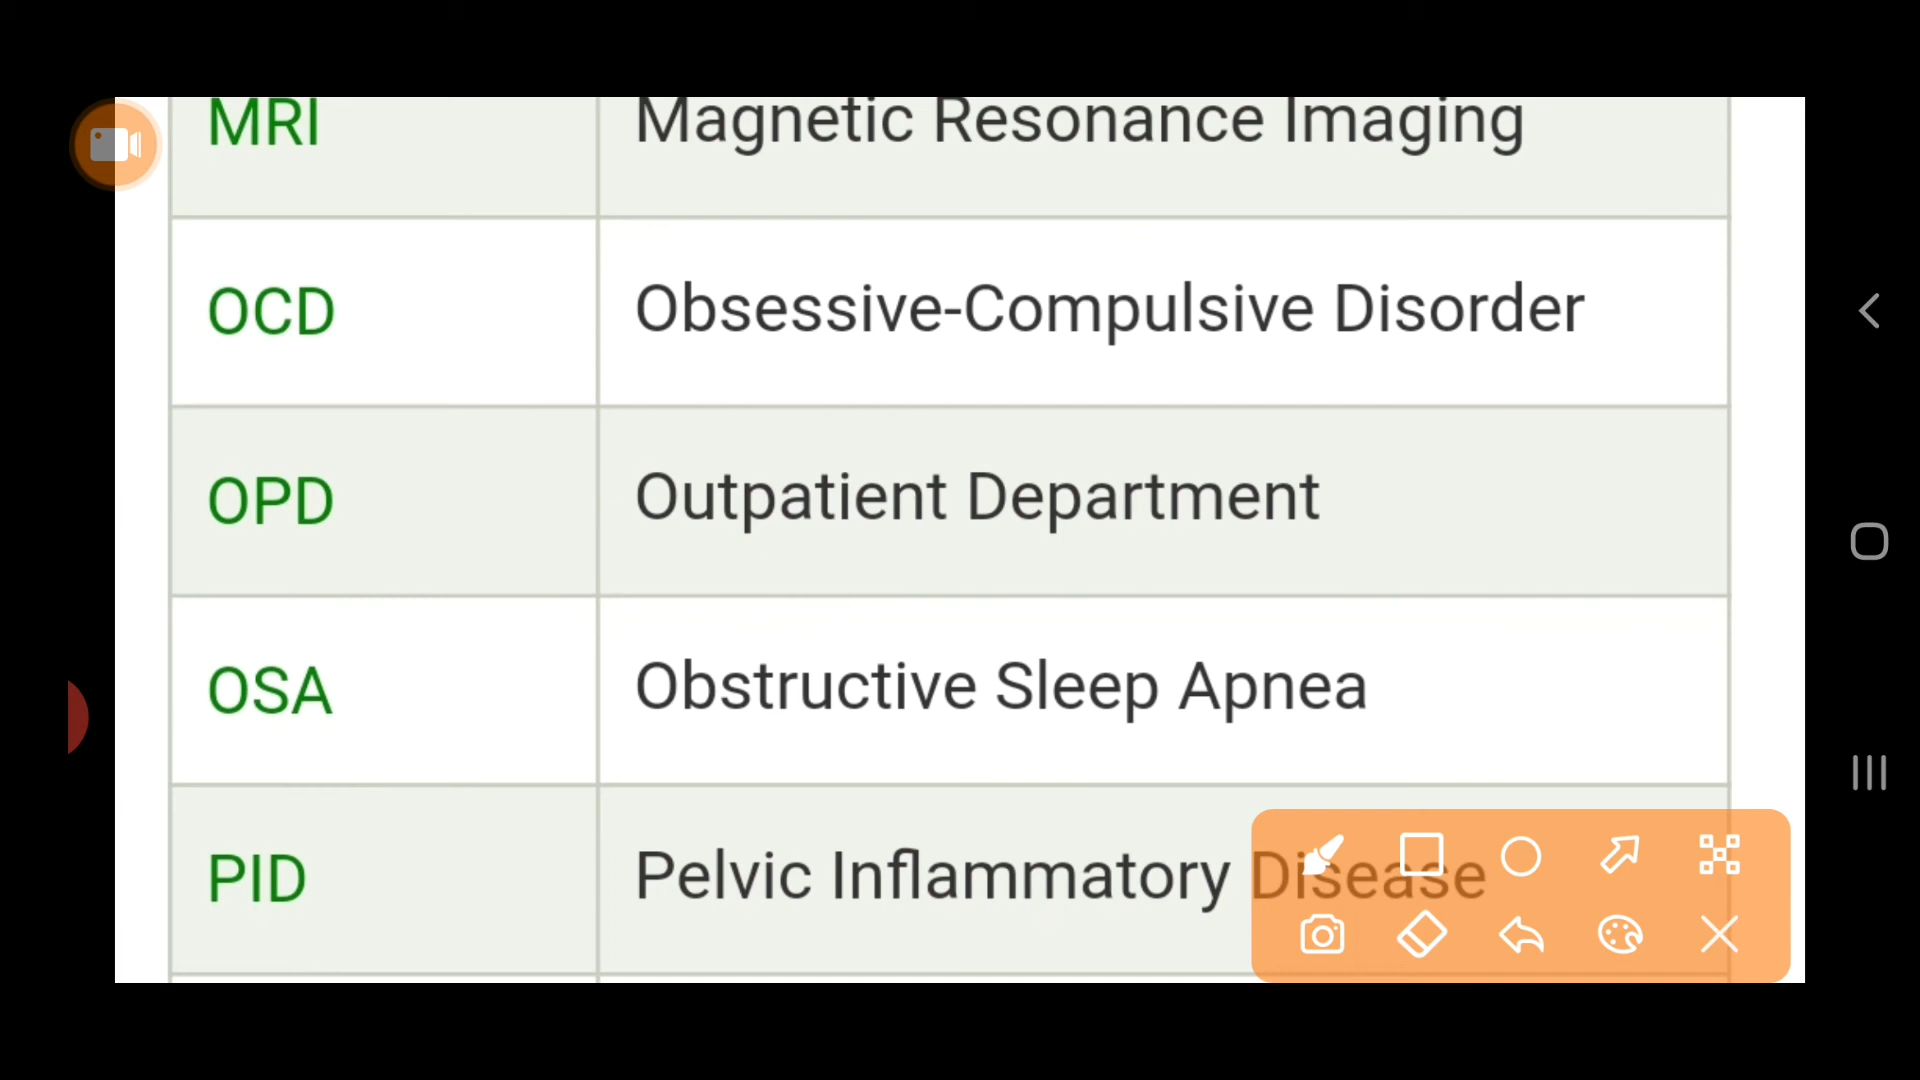 MRI Magnetic Resonance Imaging
OCD Obsessive-Compulsive Disorder
OPD Outpatient Department
OSA Obstructive Sleep Apnea
PID Pelvic Inflammatory Disease